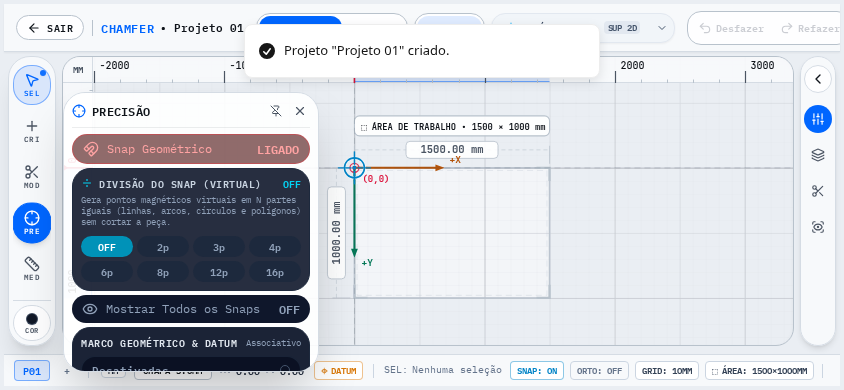 SAIR
CHAMFER • Projeto 01
SUP 2D
Desfazer
Refazer
Projeto "Projeto 01" criado.
MM
-2000
-10
2000
3000
SEL
CRI
MOD
PRE
MED
COR
PRECISÃO
Snap Geométrico
LIGADO
DIVISÃO DO SNAP (VIRTUAL)
OFF
Gera pontos magnéticos virtuais em N partes
iguais (linhas, arcos, círculos e polígonos)
sem cortar a peça.
OFF
2p
3p
4p
6p
8p
12p
16p
Mostrar Todos os Snaps
OFF
MARCO GEOMÉTRICO & DATUM
Associativo
ÁREA DE TRABALHO • 1500 × 1000 mm
1500.00 mm
+X
(0,0)
1000.00 mm
+Y
P01
+
DATUM
SEL: Nenhuma seleção
SNAP: ON
ORTO: OFF
GRID: 10MM
ÁREA: 1500×1000MM